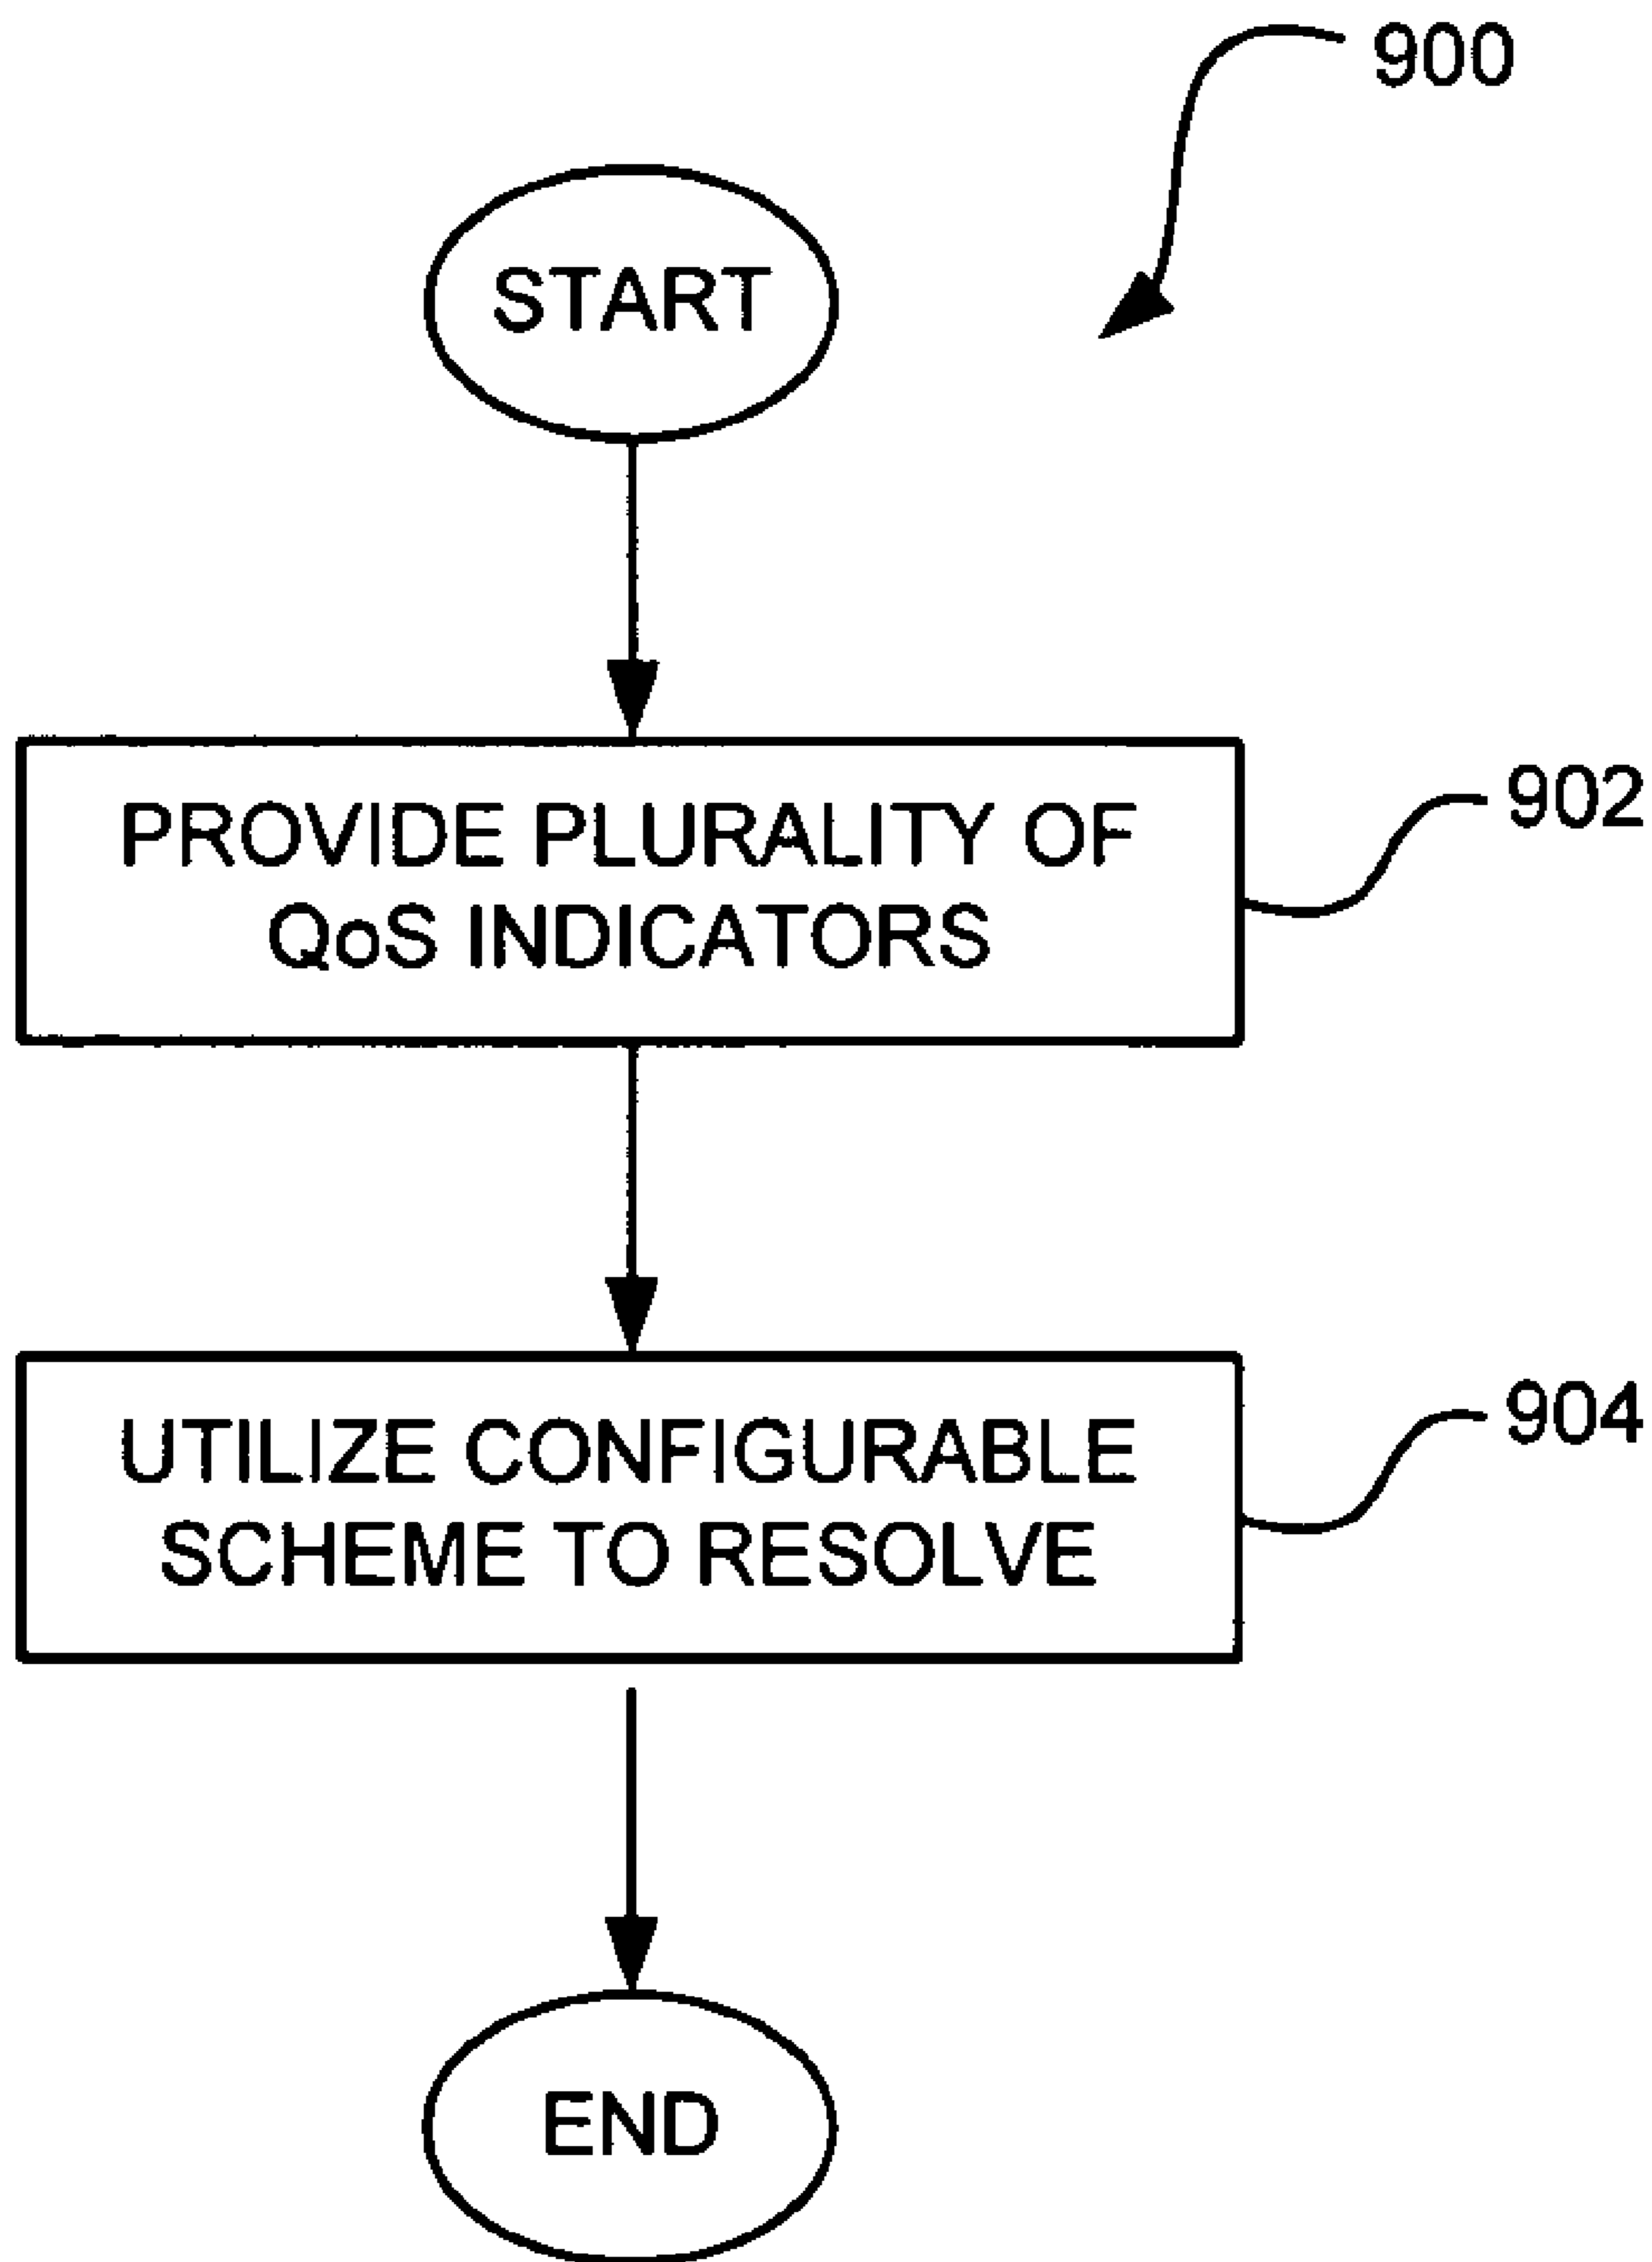 900
START
PROVIDE PLURALITY OF
QoS INDICATORS
902
UTILIZE CONFIGURABLE
SCHEME TO RESOLVE
904
END